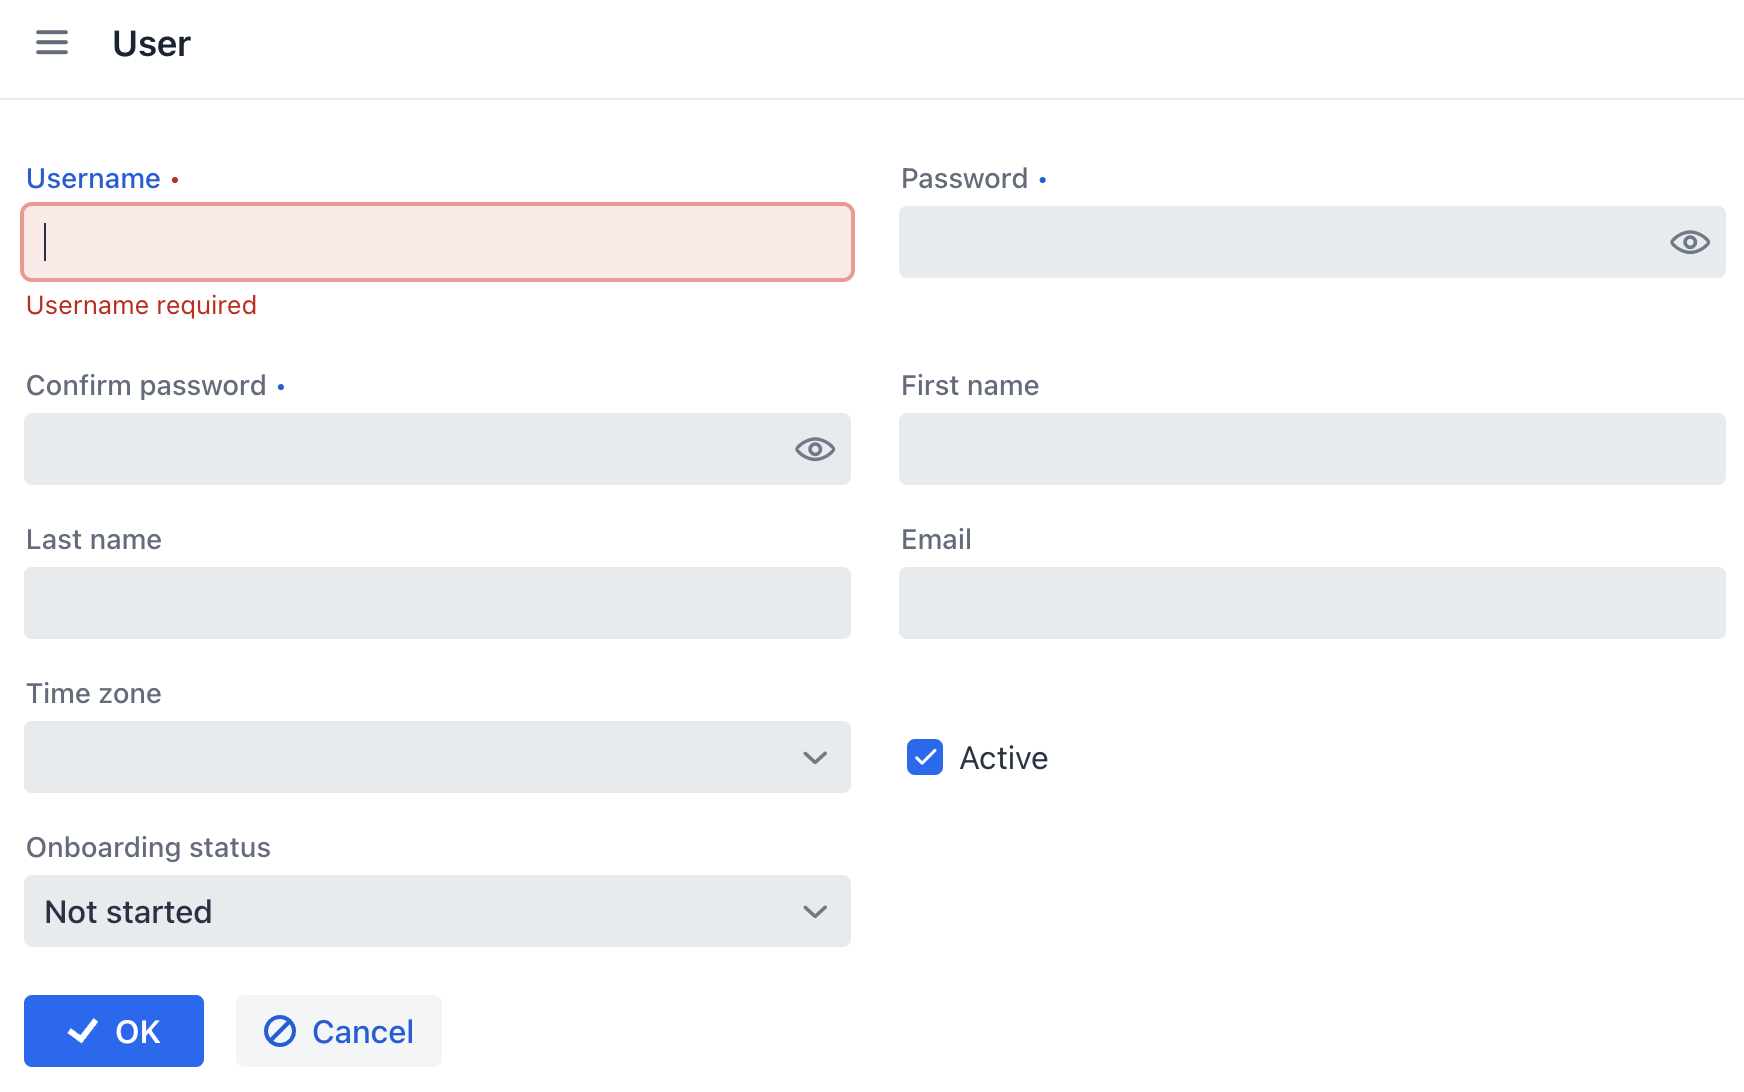 User
Username •
Password •
Username required
Confirm password •
First name
Last name
Email
Time zone
Active
Onboarding status
Not started
OK
Cancel